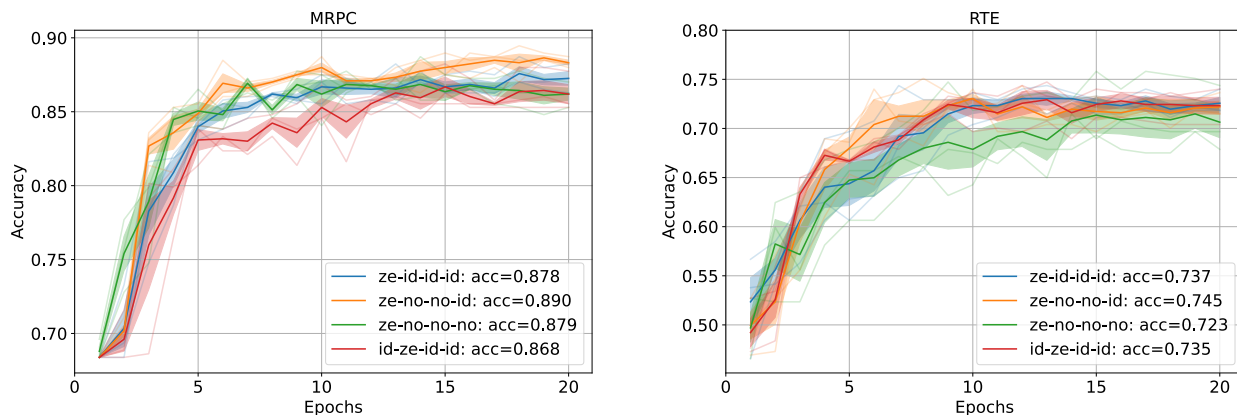 MRPC
0.90
0.85
0.80
0.75
0.70
Accuracy
0
5
10
15
20
Epochs
ze-id-id-id: acc=0.878
ze-no-no-id: acc=0.890
ze-no-no-no: acc=0.879
id-ze-id-id: acc=0.868
RTE
0.80
0.75
0.70
0.65
0.60
0.55
0.50
Accuracy
0
5
10
15
20
Epochs
ze-id-id-id: acc=0.737
ze-no-no-id: acc=0.745
ze-no-no-no: acc=0.723
id-ze-id-id: acc=0.735